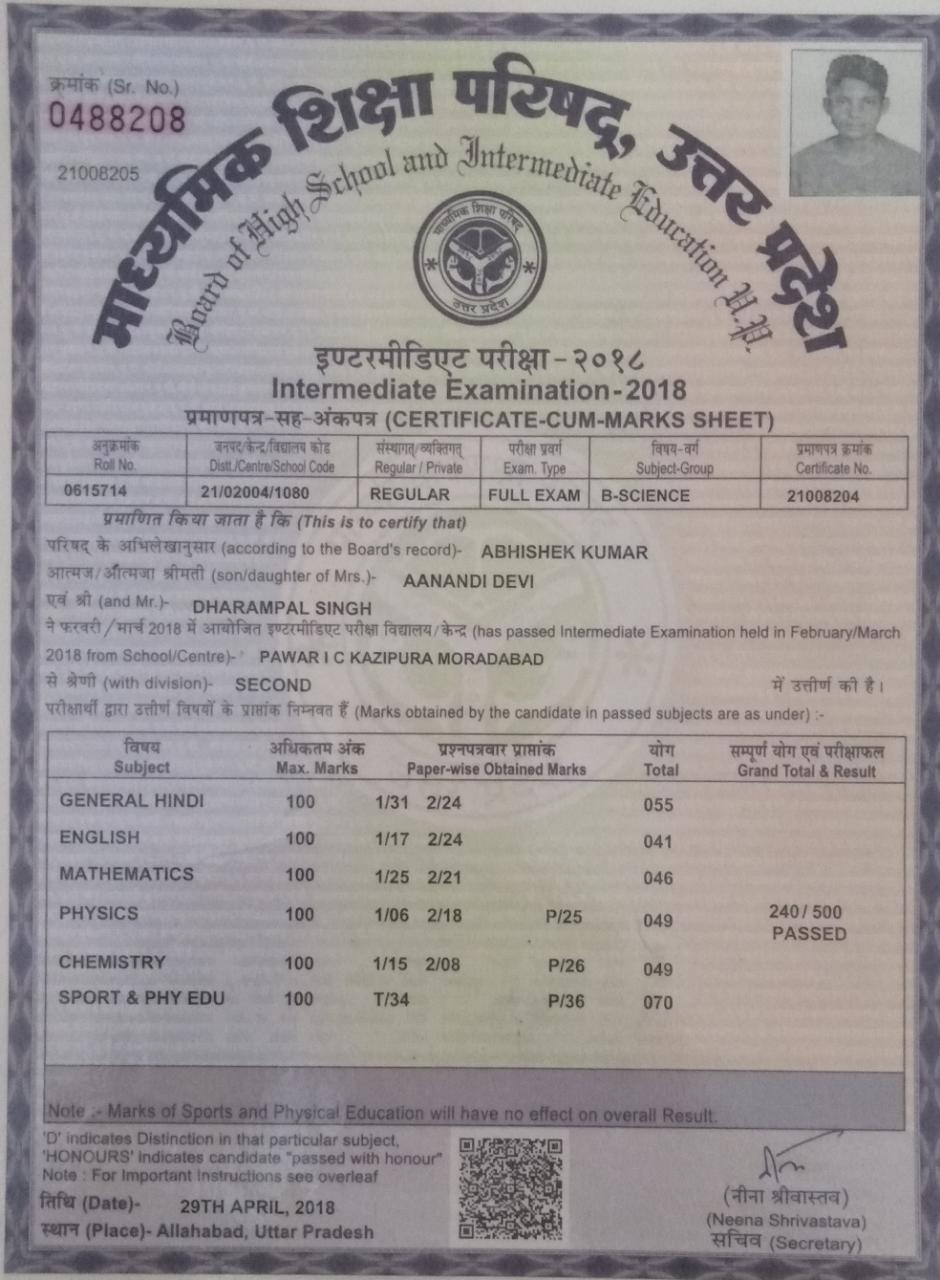 क्रमांक (Sr. No.)
0488208
21008205
माध्यमिक शिक्षा परिषद्, उत्तर प्रदेश
Board of High School and Intermediate Education U.P.
माध्यमिक शिक्षा परिषद्
उत्तर प्रदेश
इण्टरमीडिएट परीक्षा - २०१८
Intermediate Examination-2018
प्रमाणपत्र-सह-अंकपत्र (CERTIFICATE-CUM-MARKS SHEET)
अनुक्रमांक जनपद/केन्द्र/विद्यालय कोड संस्थागत्/व्यक्तिगत् परीक्षा प्रवर्ग विषय-वर्ग प्रमाणपत्र क्रमांक
Roll No. Distt./Centre/School Code Regular / Private Exam. Type Subject-Group Certificate No.
0615714 21/02004/1080 REGULAR FULL EXAM B-SCIENCE 21008204
प्रमाणित किया जाता है कि (This is to certify that)
परिषद् के अभिलेखानुसार (according to the Board's record)- ABHISHEK KUMAR
आत्मज/आत्मजा श्रीमती (son/daughter of Mrs.)- AANANDI DEVI
एवं श्री (and Mr.)- DHARAMPAL SINGH
ने फरवरी/मार्च 2018 में आयोजित इण्टरमीडिएट परीक्षा विद्यालय/केन्द्र (has passed Intermediate Examination held in February/March
2018 from School/Centre)- PAWAR I C KAZIPURA MORADABAD
से श्रेणी (with division)- SECOND में उत्तीर्ण की है।
परीक्षार्थी द्वारा उत्तीर्ण विषयों के प्राप्तांक निम्नवत हैं (Marks obtained by the candidate in passed subjects are as under) :-
विषय अधिकतम अंक प्रश्नपत्रवार प्राप्तांक योग सम्पूर्ण योग एवं परीक्षाफल
Subject Max. Marks Paper-wise Obtained Marks Total Grand Total & Result
GENERAL HINDI 100 1/31 2/24 055
ENGLISH 100 1/17 2/24 041
MATHEMATICS 100 1/25 2/21 046
PHYSICS 100 1/06 2/18 P/25 049 240/ 500
PASSED
CHEMISTRY 100 1/15 2/08 P/26 049
SPORT & PHY EDU 100 T/34 P/36 070
Note :- Marks of Sports and Physical Education will have no effect on overall Result.
'D' indicates Distinction in that particular subject,
'HONOURS' indicates candidate "passed with honour"
Note : For Important Instructions see overleaf
तिथि (Date)- 29TH APRIL, 2018
स्थान (Place)- Allahabad, Uttar Pradesh
(नीना श्रीवास्तव)
(Neena Shrivastava)
सचिव (Secretary)